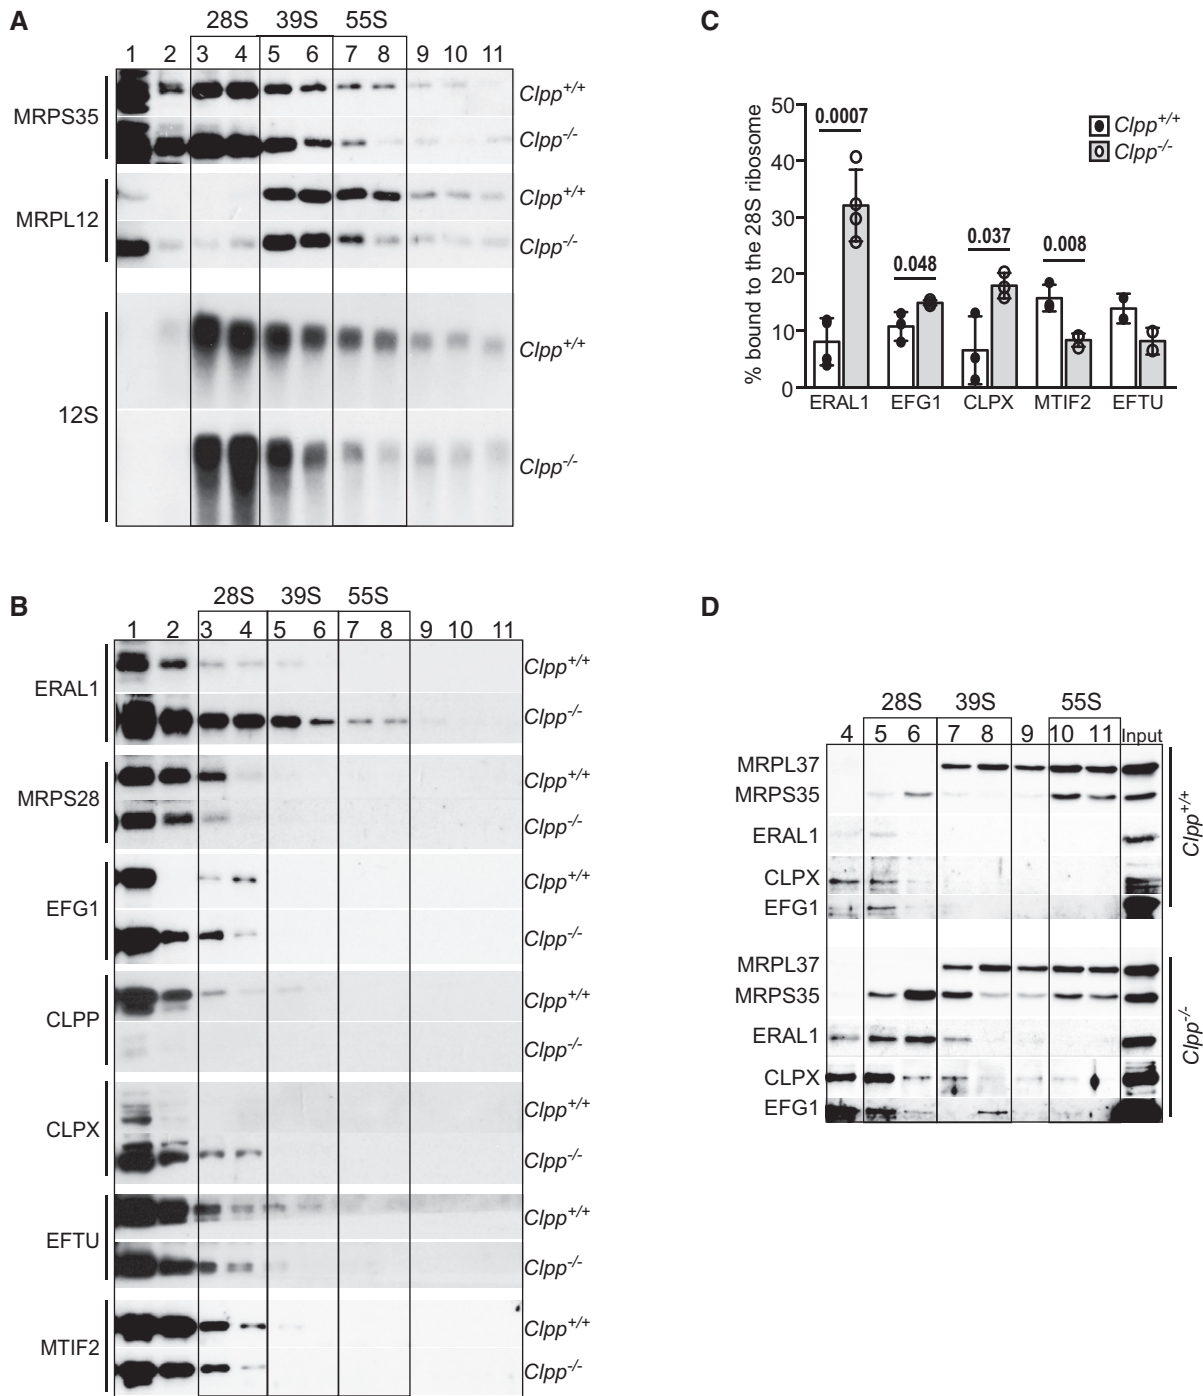 A
28S 39S 55S
1 2 3 4 5 6 7 8 9 10 11
MRPS35
Clpp+/+
Clpp-/-
MRPL12
Clpp+/+
Clpp-/-
12S
Clpp+/+
Clpp-/-
B
28S 39S 55S
1 2 3 4 5 6 7 8 9 10 11
ERAL1
Clpp+/+
Clpp-/-
MRPS28
Clpp+/+
Clpp-/-
EFG1
Clpp+/+
Clpp-/-
CLPP
Clpp+/+
Clpp-/-
CLPX
Clpp+/+
Clpp-/-
EFTU
Clpp+/+
Clpp-/-
MTIF2
Clpp+/+
Clpp-/-
C
% bound to the 28S ribosome
50
40
30
20
10
0
0.0007
0.048
0.037
0.008
Clpp+/+
Clpp-/-
ERAL1 EFG1 CLPX MTIF2 EFTU
D
28S 39S 55S
4 5 6 7 8 9 10 11 Input
MRPL37
MRPS35
ERAL1
CLPX
EFG1
Clpp+/+
MRPL37
MRPS35
ERAL1
CLPX
EFG1
Clpp-/-